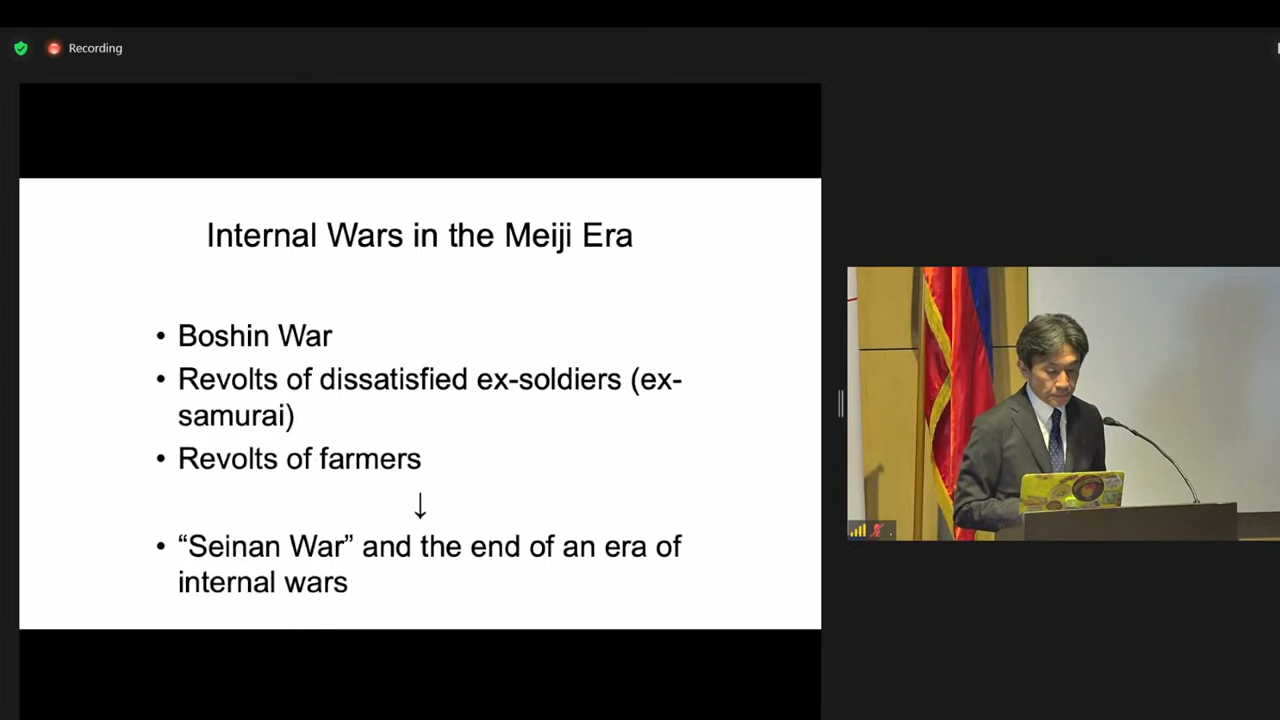 Recording
Internal Wars in the Meiji Era
• Boshin War
• Revolts of dissatisfied ex-soldiers (ex-
samurai)
• Revolts of farmers
↓
• “Seinan War” and the end of an era of
internal wars